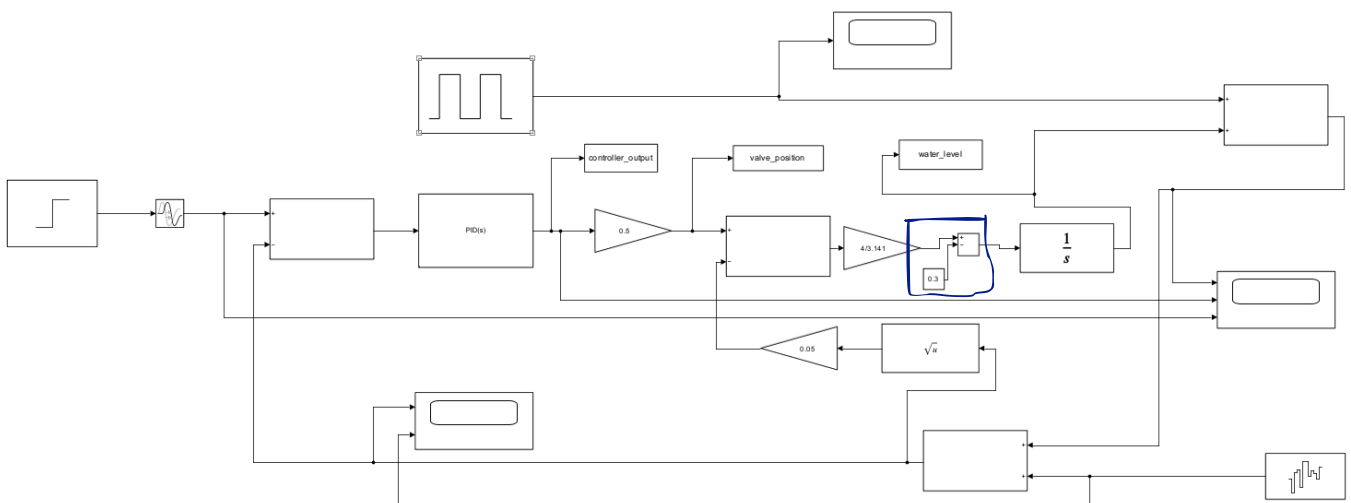 controller_output
valve_position
water_level
+
+
+
−
PID(s)
0.5
+
−
4/3.141
+
−
0.3
1
s
0.05
√u
+
+